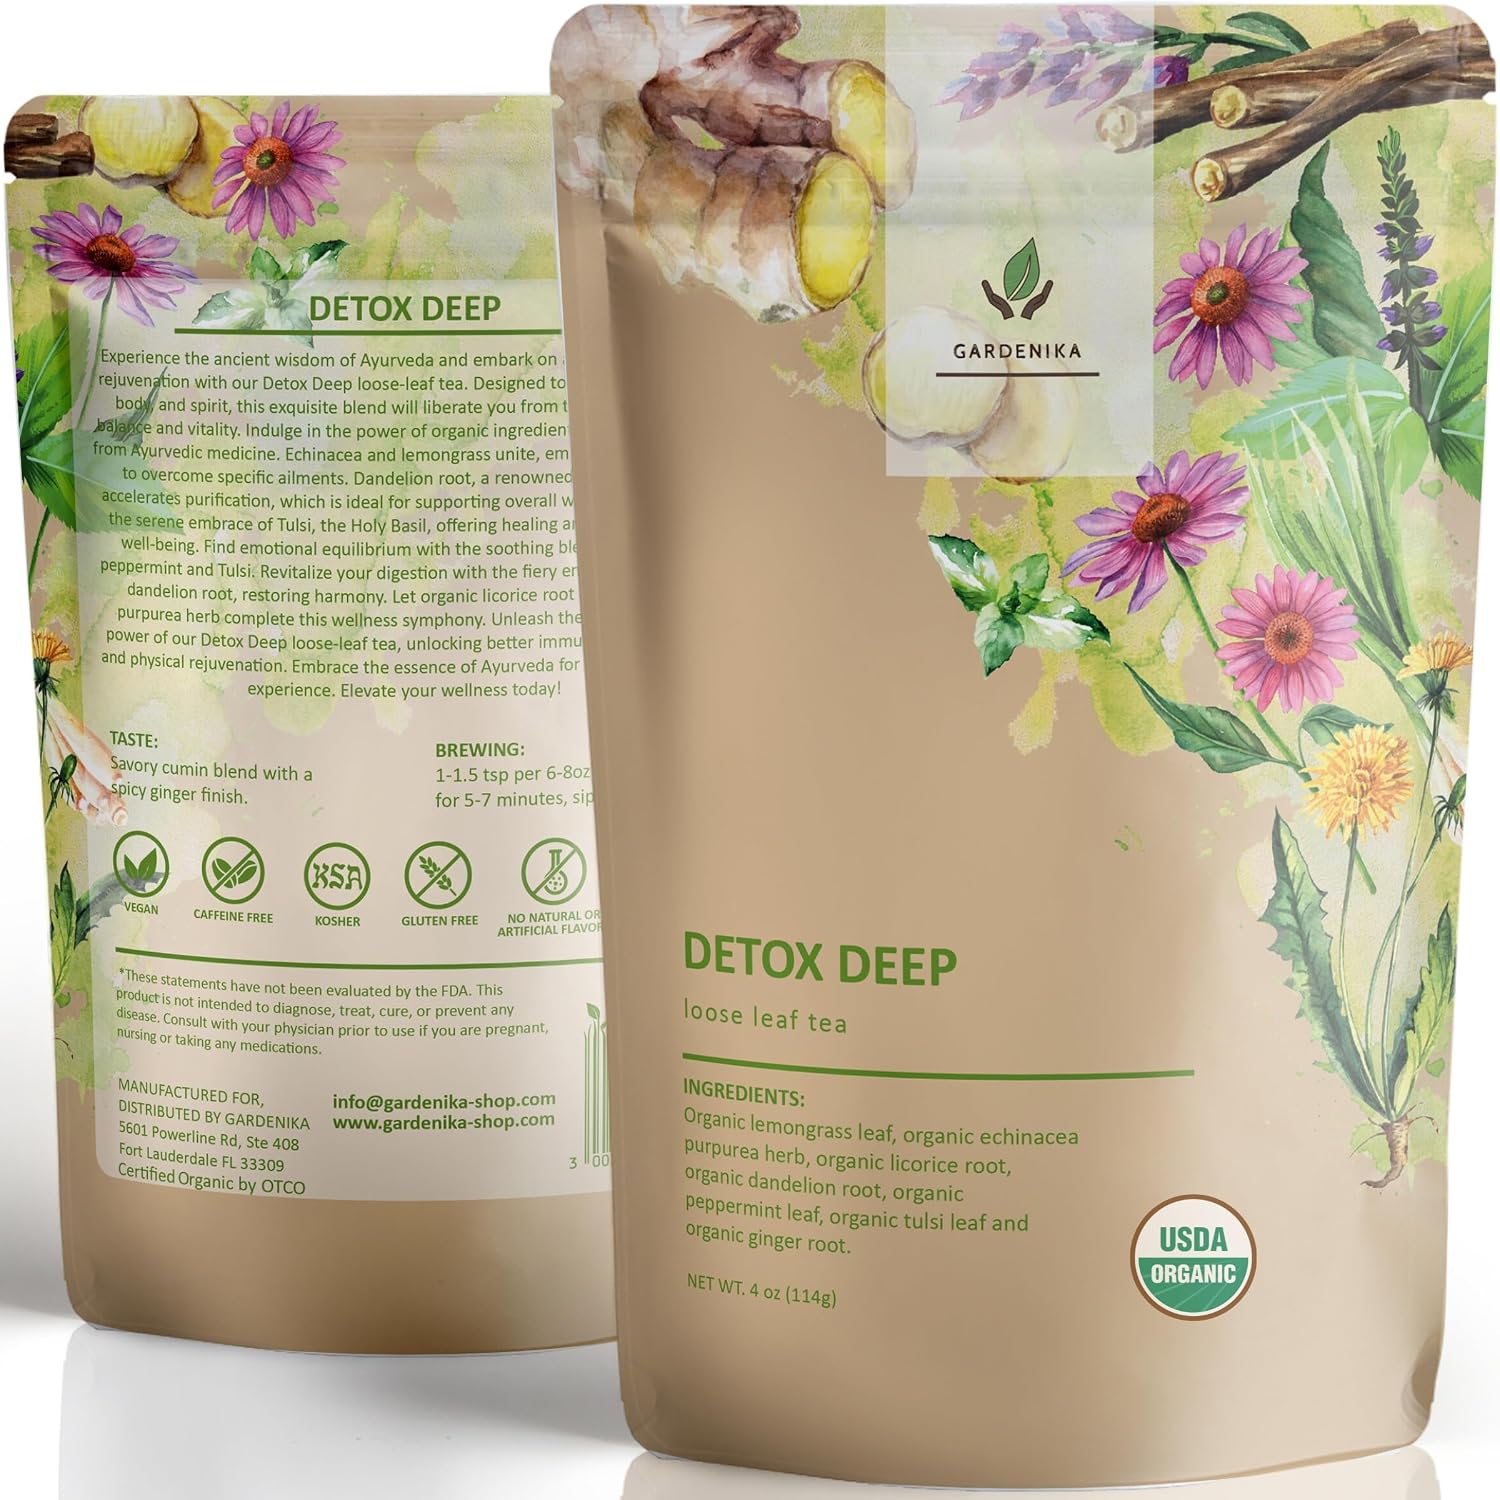 DETOX DEEP
Experience the ancient wisdom of Ayurveda and embark on
rejuvenation with our Detox Deep loose-leaf tea. Designed to
body, and spirit, this exquisite blend will liberate you from
balance and vitality. Indulge in the power of organic
from Ayurvedic medicine. Echinacea and lemongrass unite,
to overcome specific ailments. Dandelion root, a renowned
accelerates purification, which is ideal for supporting overall
the serene embrace of Tulsi, the Holy Basil, offering healing
well-being. Find emotional equilibrium with the soothing
peppermint and Tulsi. Revitalize your digestion with the fiery
dandelion root, restoring harmony. Let organic licorice root
purpurea herb complete this wellness symphony. Unleash the
power of our Detox Deep loose-leaf tea, unlocking better
and physical rejuvenation. Embrace the essence of Ayurveda for
experience. Elevate your wellness today!
TASTE:
Savory cumin blend with a
spicy ginger finish.
BREWING:
1-1.5 tsp per 6-8oz
for 5-7 minutes,
VEGAN
CAFFEINE FREE
KSA
KOSHER
GLUTEN FREE
NO NATURAL OR
ARTIFICIAL FLAVOR
*These statements have not been evaluated by the FDA. This
product is not intended to diagnose, treat, cure, or prevent any
disease. Consult with your physician prior to use if you are pregnant,
nursing or taking any medications.
MANUFACTURED FOR,
DISTRIBUTED BY GARDENIKA
5601 Powerline Rd, Ste 408
Fort Lauderdale FL 33309
Certified Organic by OTCO
info@gardenika-shop.com
www.gardenika-shop.com
3 00
GARDENIKA
DETOX DEEP
loose leaf tea
INGREDIENTS:
Organic lemongrass leaf, organic echinacea
purpurea herb, organic licorice root,
organic dandelion root, organic
peppermint leaf, organic tulsi leaf and
organic ginger root.
NET WT. 4 oz (114g)
USDA
ORGANIC